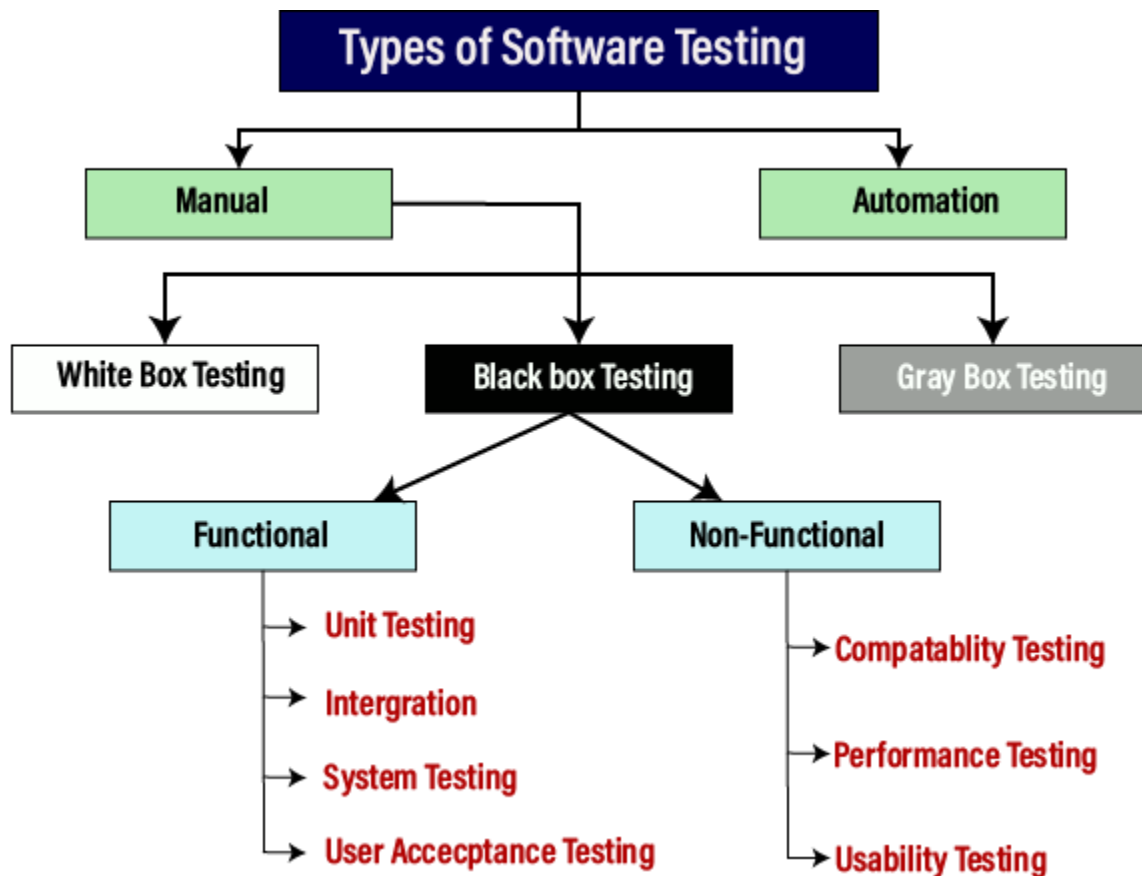 Types of Software Testing
Manual
Automation
White Box Testing
Black box Testing
Gray Box Testing
Functional
Non-Functional
Unit Testing
Intergration
System Testing
User Accecptance Testing
Compatablity Testing
Performance Testing
Usability Testing